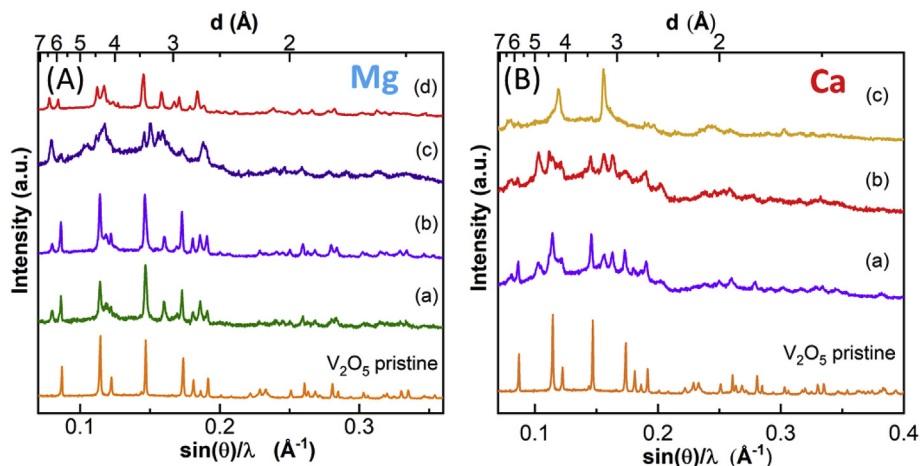 d (Å)
7 6 5 4 3 2
(A) Mg
(d)
(c)
(b)
(a)
V₂O₅ pristine
Intensity (a.u.)
0.1 0.2 0.3
sin(θ)/λ (Å⁻¹)
d (Å)
7 6 5 4 3 2
(B) Ca
(c)
(b)
(a)
V₂O₅ pristine
Intensity (a.u.)
0.1 0.2 0.3 0.4
sin(θ)/λ (Å⁻¹)